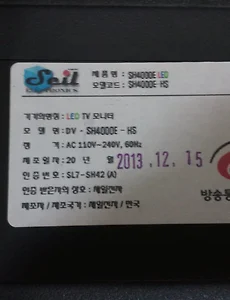 Seil
ELECTRONICS
제품명 : SH4000E LED
모델코드 : SH4000E-HS
기기의명칭 : LED TV 모니터
모 델 명 : DV - SH4000E - HS
정 격 : AC 110V~240V, 60Hz
제 조 일 자 : 20 년 월
2013.12.15
인 증 번 호 : SL7-SH42 (A)
인증 받은자의 상호 : 세일전자
제조자 / 제조국가 : 세일전자 / 한국
방송통